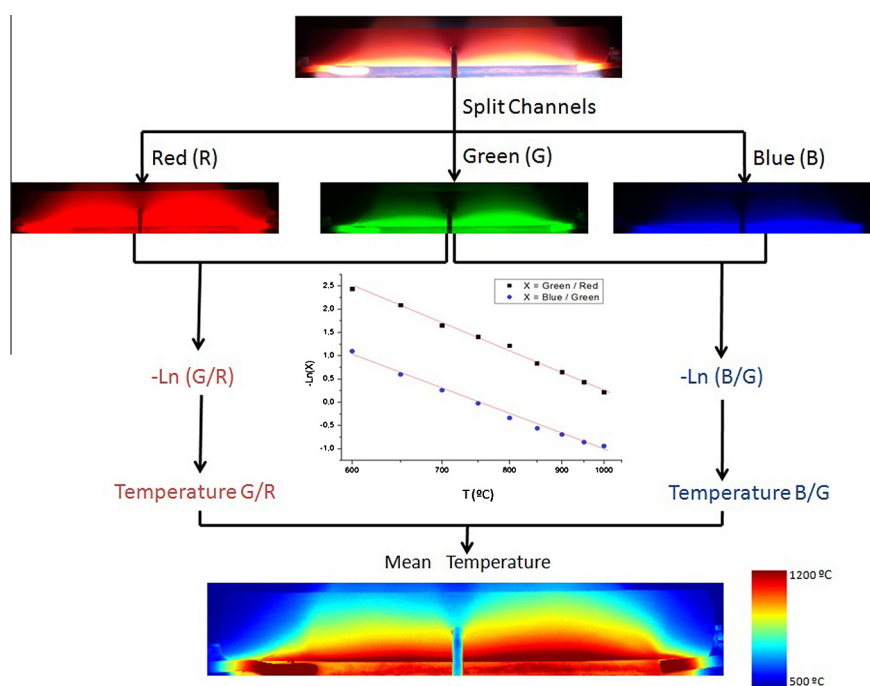 Split Channels
Red (R)
Green (G)
Blue (B)
X = Green / Red
X = Blue / Green
2.5
2.0
1.5
1.0
0.5
0.0
-0.5
-1.0
-Ln(X)
600
700
800
900
1000
T (ºC)
-Ln (G/R)
-Ln (B/G)
Temperature G/R
Temperature B/G
Mean Temperature
1200 ºC
500 ºC